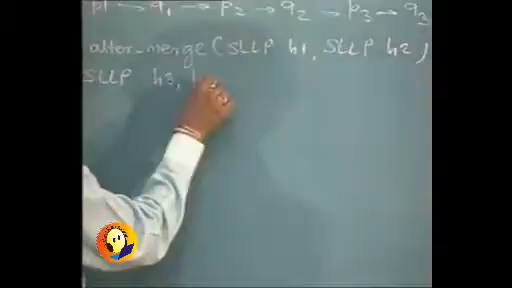 p1 → q1 → p2 → q2 → p3 → q3
alter_merge(SLLP h1, SLLP h2)
SLLP h3,